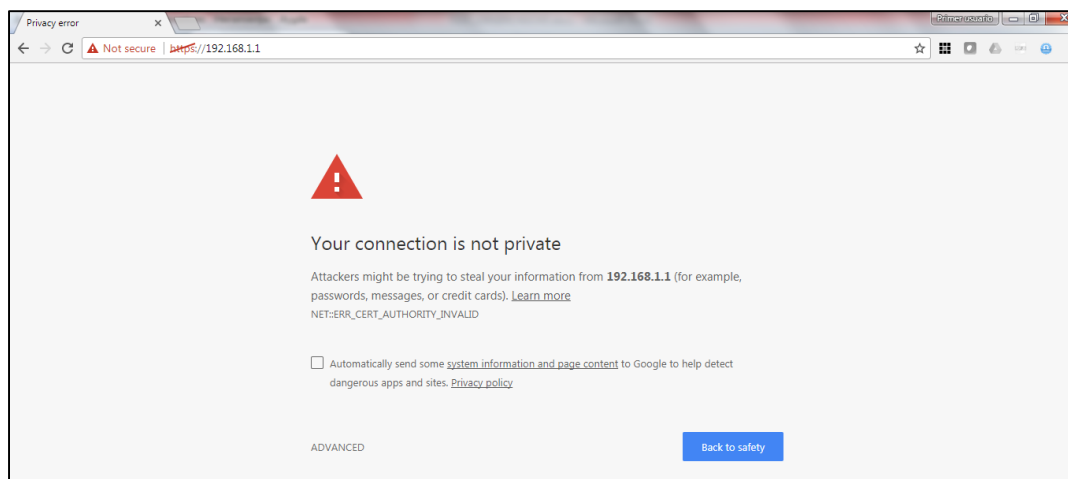 Privacy error
Primer usuario
Not secure | https://192.168.1.1
Your connection is not private
Attackers might be trying to steal your information from 192.168.1.1 (for example,
passwords, messages, or credit cards). Learn more
NET::ERR_CERT_AUTHORITY_INVALID
Automatically send some system information and page content to Google to help detect
dangerous apps and sites. Privacy policy
ADVANCED
Back to safety